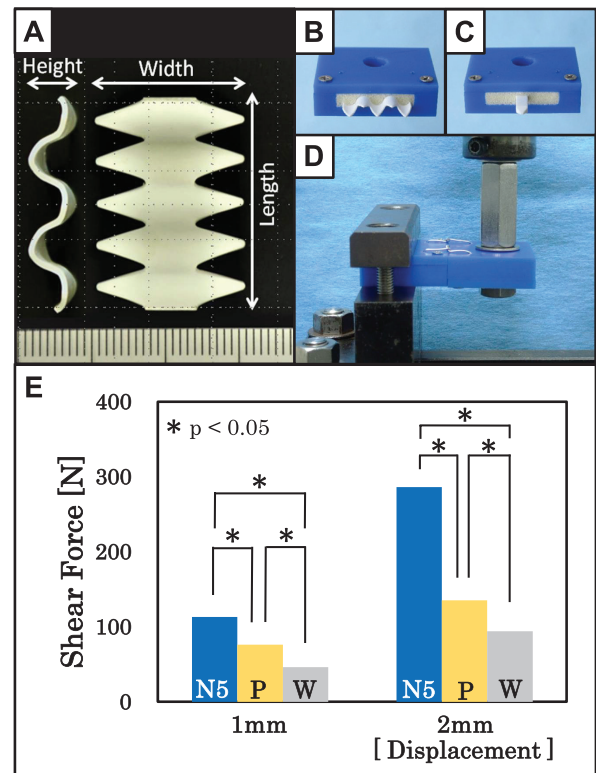 A
Height
Width
Length
B
C
D
E
Shear Force [N]
400
300
200
100
0
* p < 0.05
*
*
*
*
*
*
N5
P
W
N5
P
W
1mm
2mm
[ Displacement ]